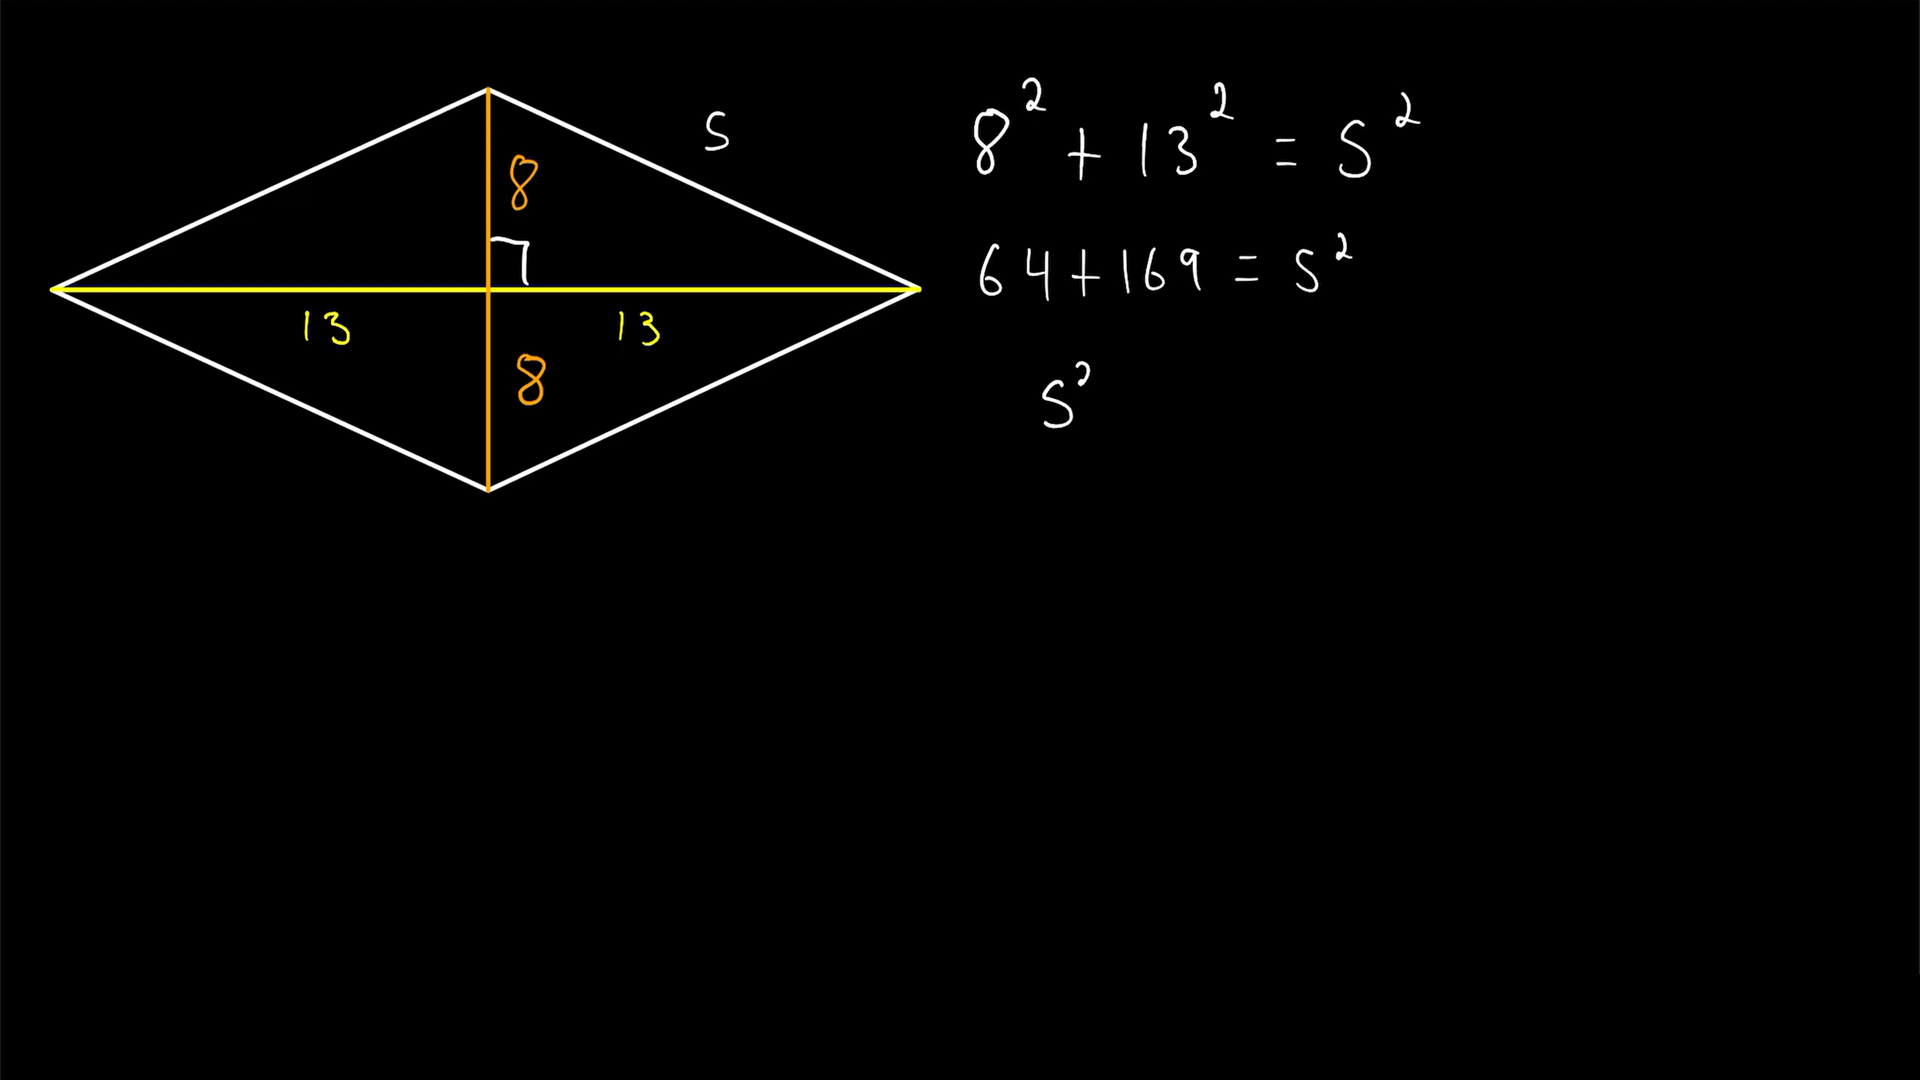 S
8
13 13
8
8² + 13² = S²
64 + 169 = S²
S²